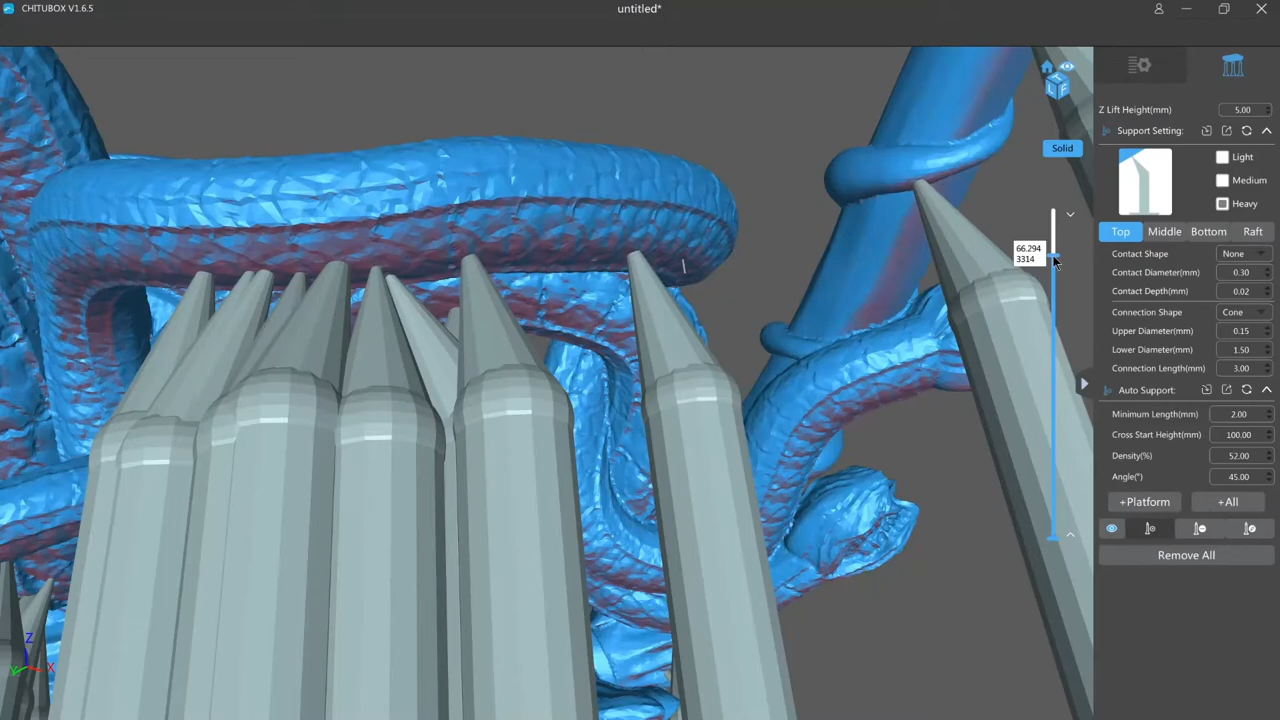 CHITUBOX V1.6.5
untitled*
Z Lift Height(mm) 5.00
Support Setting:
Light
Medium
Heavy
Top Middle Bottom Raft
Contact Shape None
Contact Diameter(mm) 0.30
Contact Depth(mm) 0.02
Connection Shape Cone
Upper Diameter(mm) 0.15
Lower Diameter(mm) 1.50
Connection Length(mm) 3.00
Auto Support:
Minimum Length(mm) 2.00
Cross Start Height(mm) 100.00
Density(%) 52.00
Angle(°) 45.00
+Platform +All
Remove All
T
L F
Solid
66.294
3314
Z
Y X